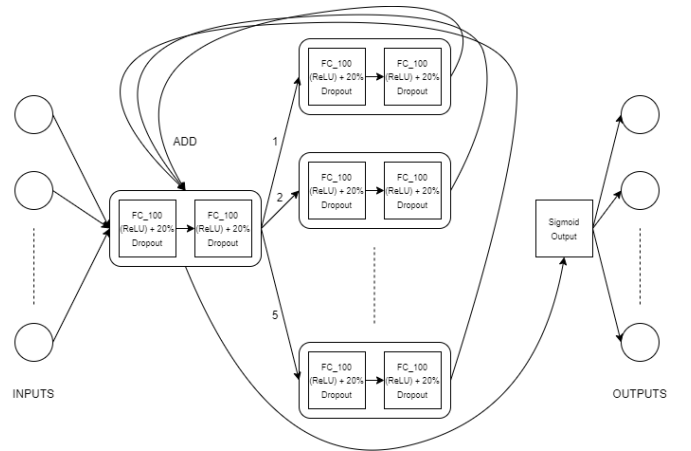 FC_100
(ReLU) + 20%
Dropout
FC_100
(ReLU) + 20%
Dropout
ADD
1
FC_100
(ReLU) + 20%
Dropout
FC_100
(ReLU) + 20%
Dropout
2
FC_100
(ReLU) + 20%
Dropout
FC_100
(ReLU) + 20%
Dropout
Sigmoid
Output
5
FC_100
(ReLU) + 20%
Dropout
FC_100
(ReLU) + 20%
Dropout
INPUTS
OUTPUTS